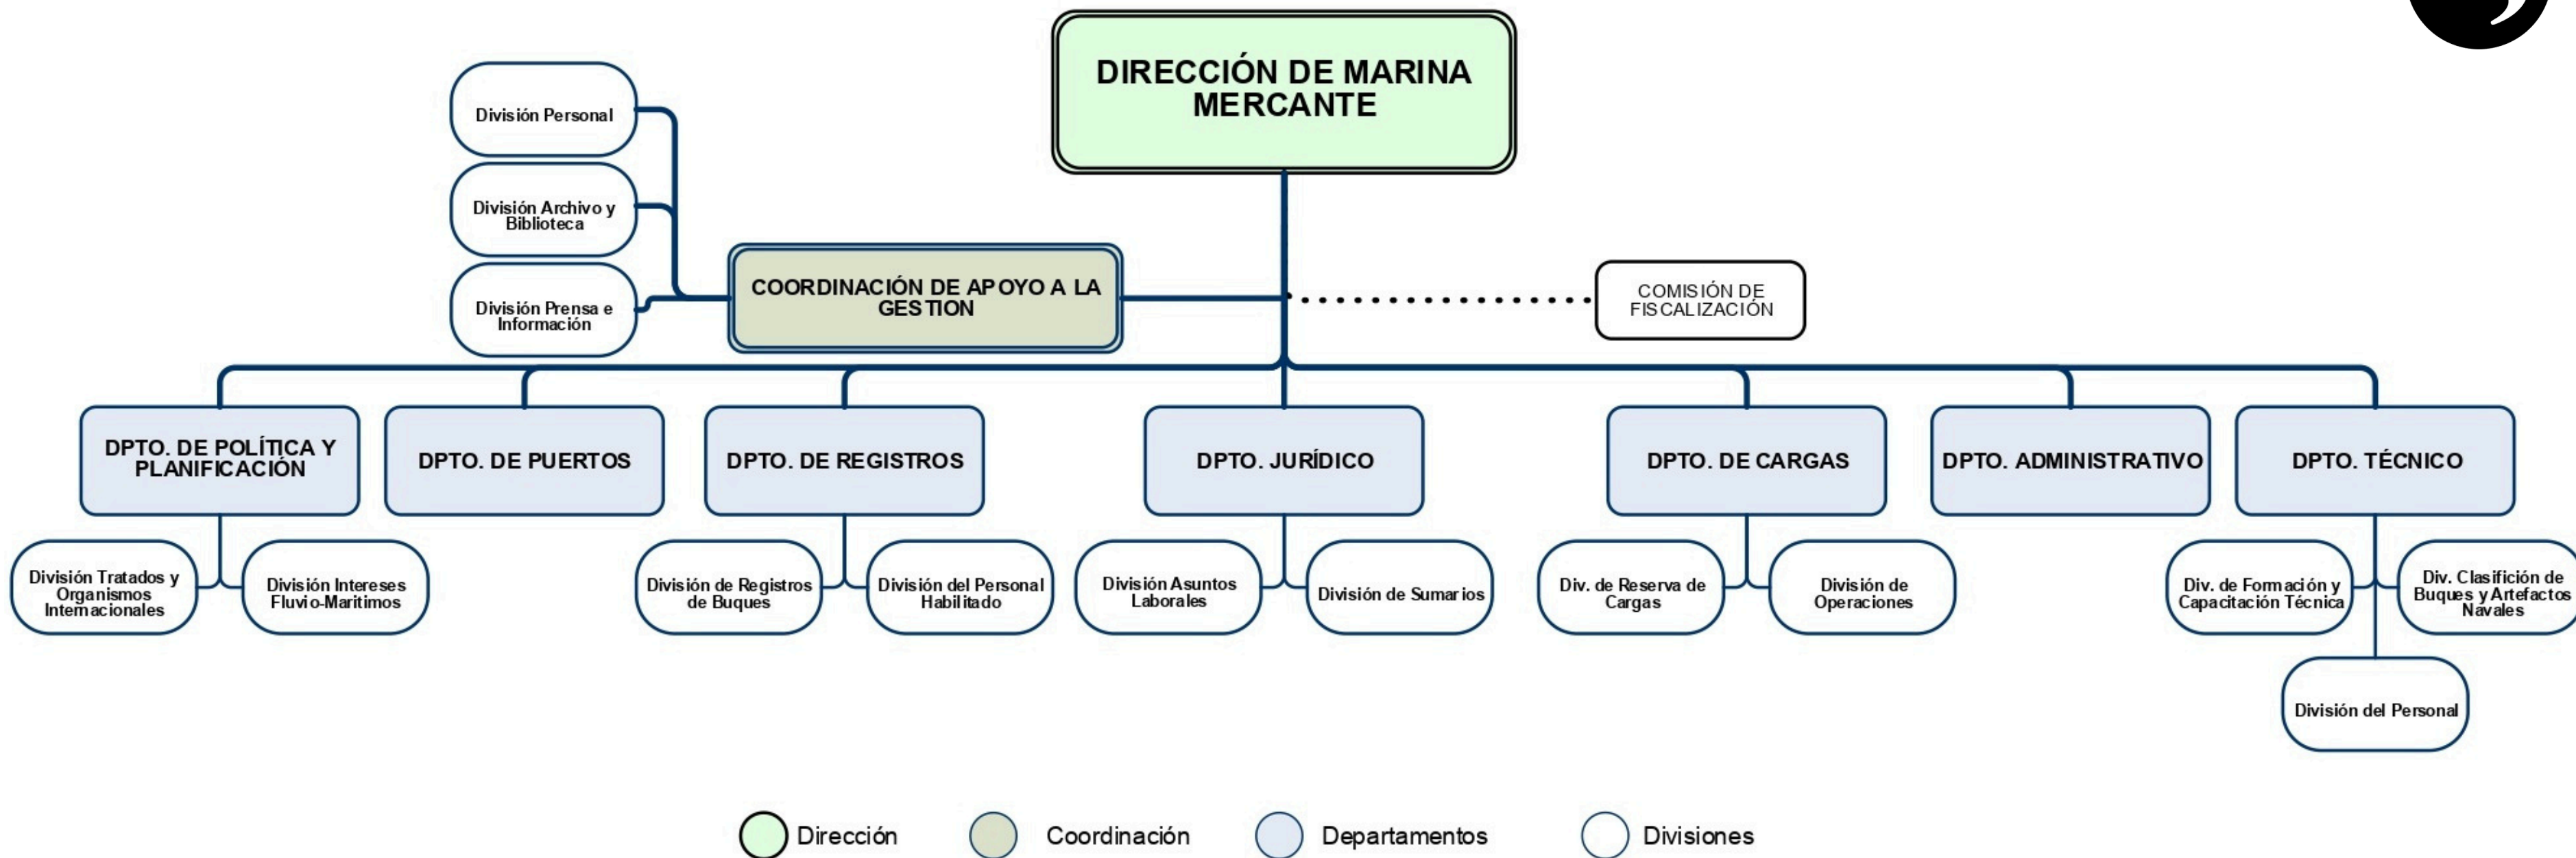 DIRECCIÓN DE MARINA
MERCANTE
División Personal
División Archivo y
Biblioteca
División Prensa e
Información
COORDINACIÓN DE APOYO A LA
GESTION
COMISIÓN DE
FISCALIZACIÓN
DPTO. DE POLÍTICA Y
PLANIFICACIÓN
DPTO. DE PUERTOS
DPTO. DE REGISTROS
DPTO. JURÍDICO
DPTO. DE CARGAS
DPTO. ADMINISTRATIVO
DPTO. TÉCNICO
División Tratados y
Organismos
Internacionales
División Intereses
Fluvio-Maritimos
División de Registros
de Buques
División del Personal
Habilitado
División Asuntos
Laborales
División de Sumarios
Div. de Reserva de
Cargas
División de
Operaciones
Div. de Formación y
Capacitación Técnica
Div. Clasifición de
Buques y Artefactos
Navales
División del Personal
Dirección
Coordinación
Departamentos
Divisiones